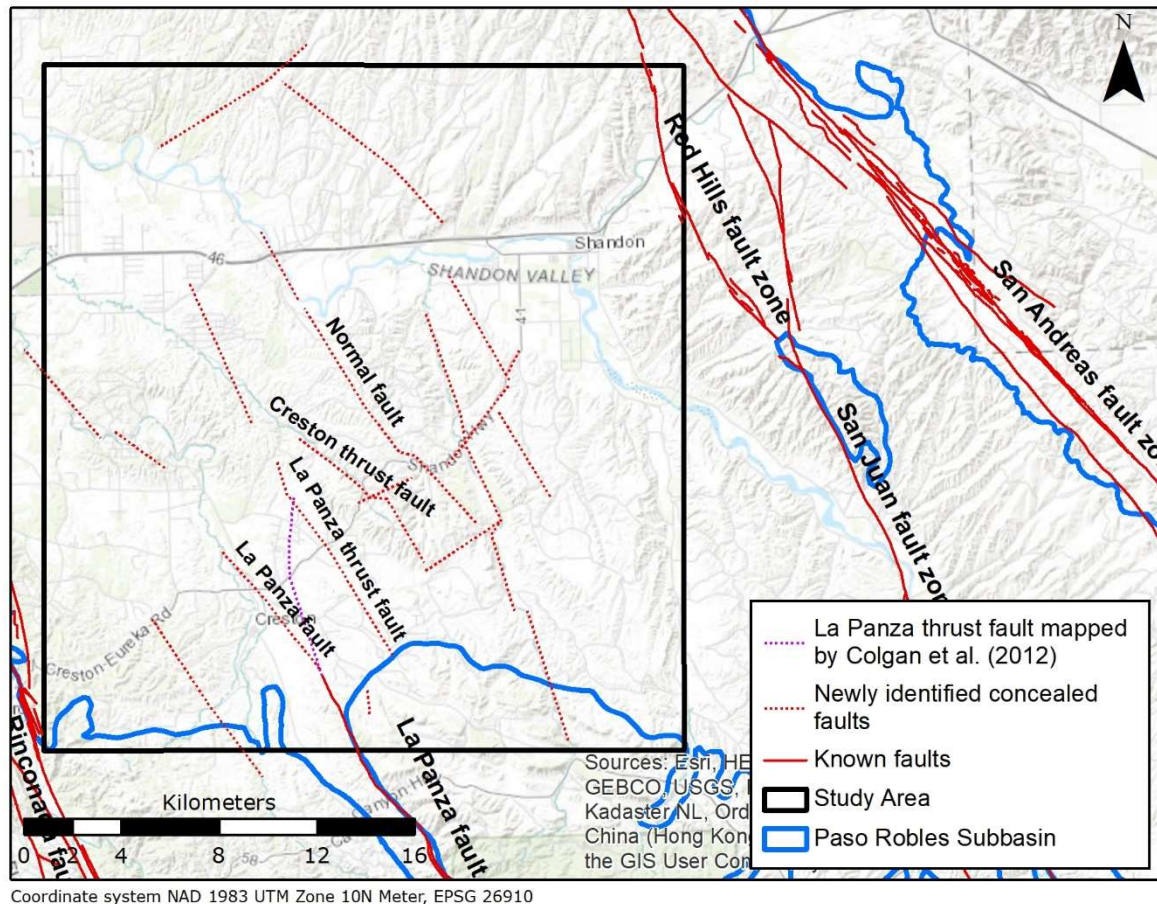 N
Red Hills fault zone
San Andreas fault zo
46
Shandon
SHANDON VALLEY
41
Normal fault
Creston thrust fault
San Juan fault zon
La Panza thrust fault
La Panza fault
Creston
Creston-Eureka Rd
La Panza fault
Rinconada fau
58
Kilometers
0 2 4 8 12 16
Sources: Esri, HE
GEBCO, USGS,
Kadaster NL, Ord
China (Hong Kong
the GIS User Com
La Panza thrust fault mapped
by Colgan et al. (2012)
Newly identified concealed
faults
Known faults
Study Area
Paso Robles Subbasin
Coordinate system NAD 1983 UTM Zone 10N Meter, EPSG 26910